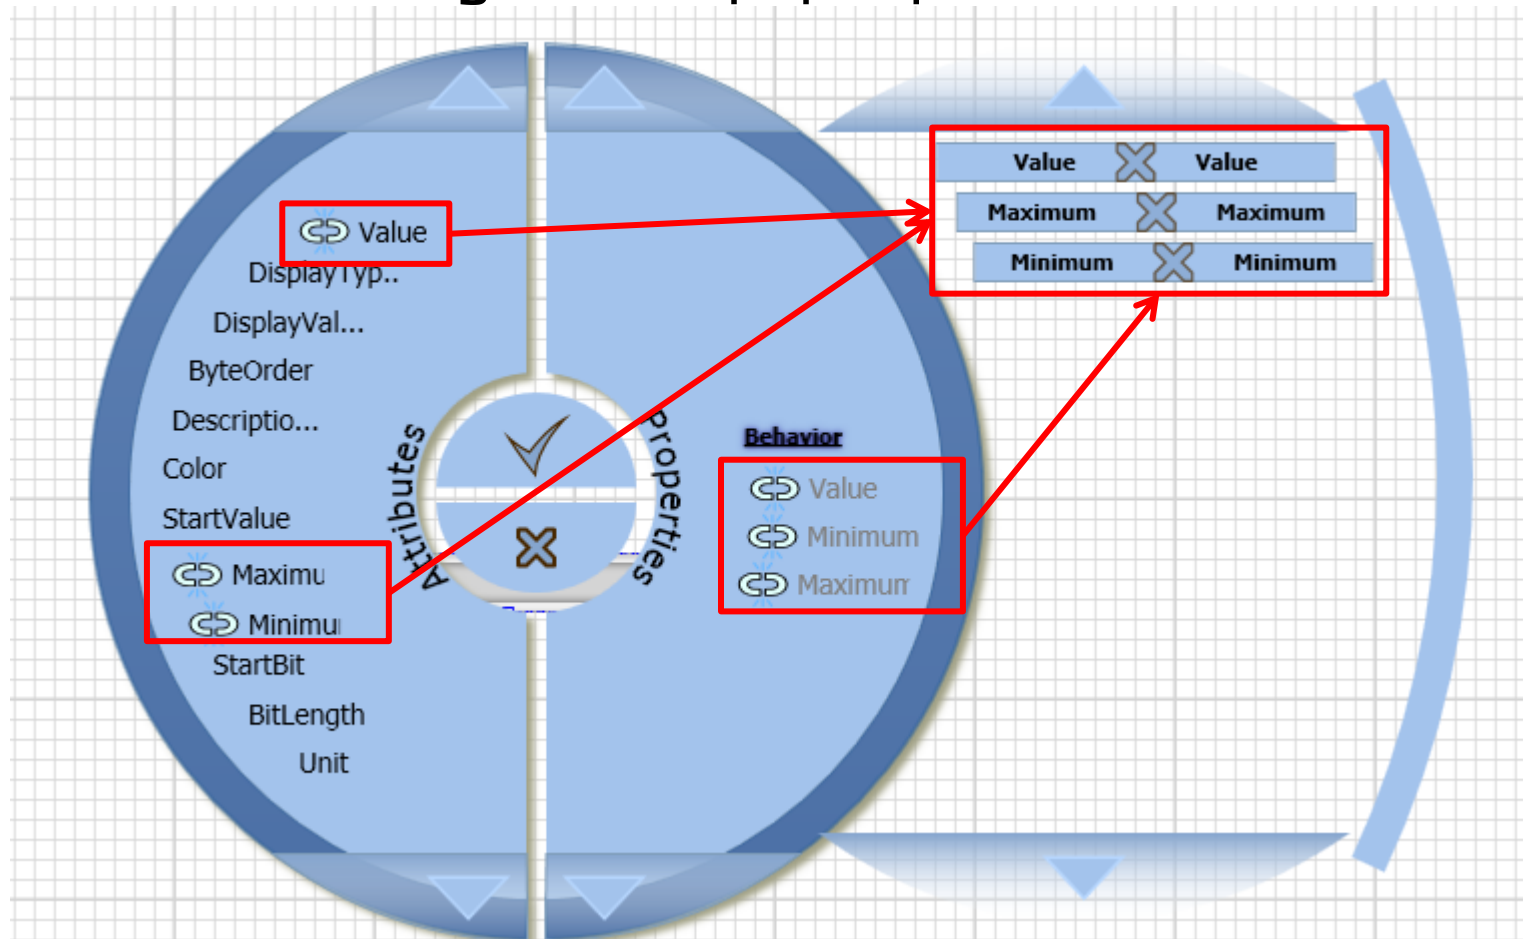 Value
DisplayTyp..
DisplayVal...
ByteOrder
Descriptio...
Color
StartValue
Maximu
Minimu
StartBit
BitLength
Unit
Attributes
Properties
Behavior
Value
Minimum
Maximum
Value Value
Maximum Maximum
Minimum Minimum